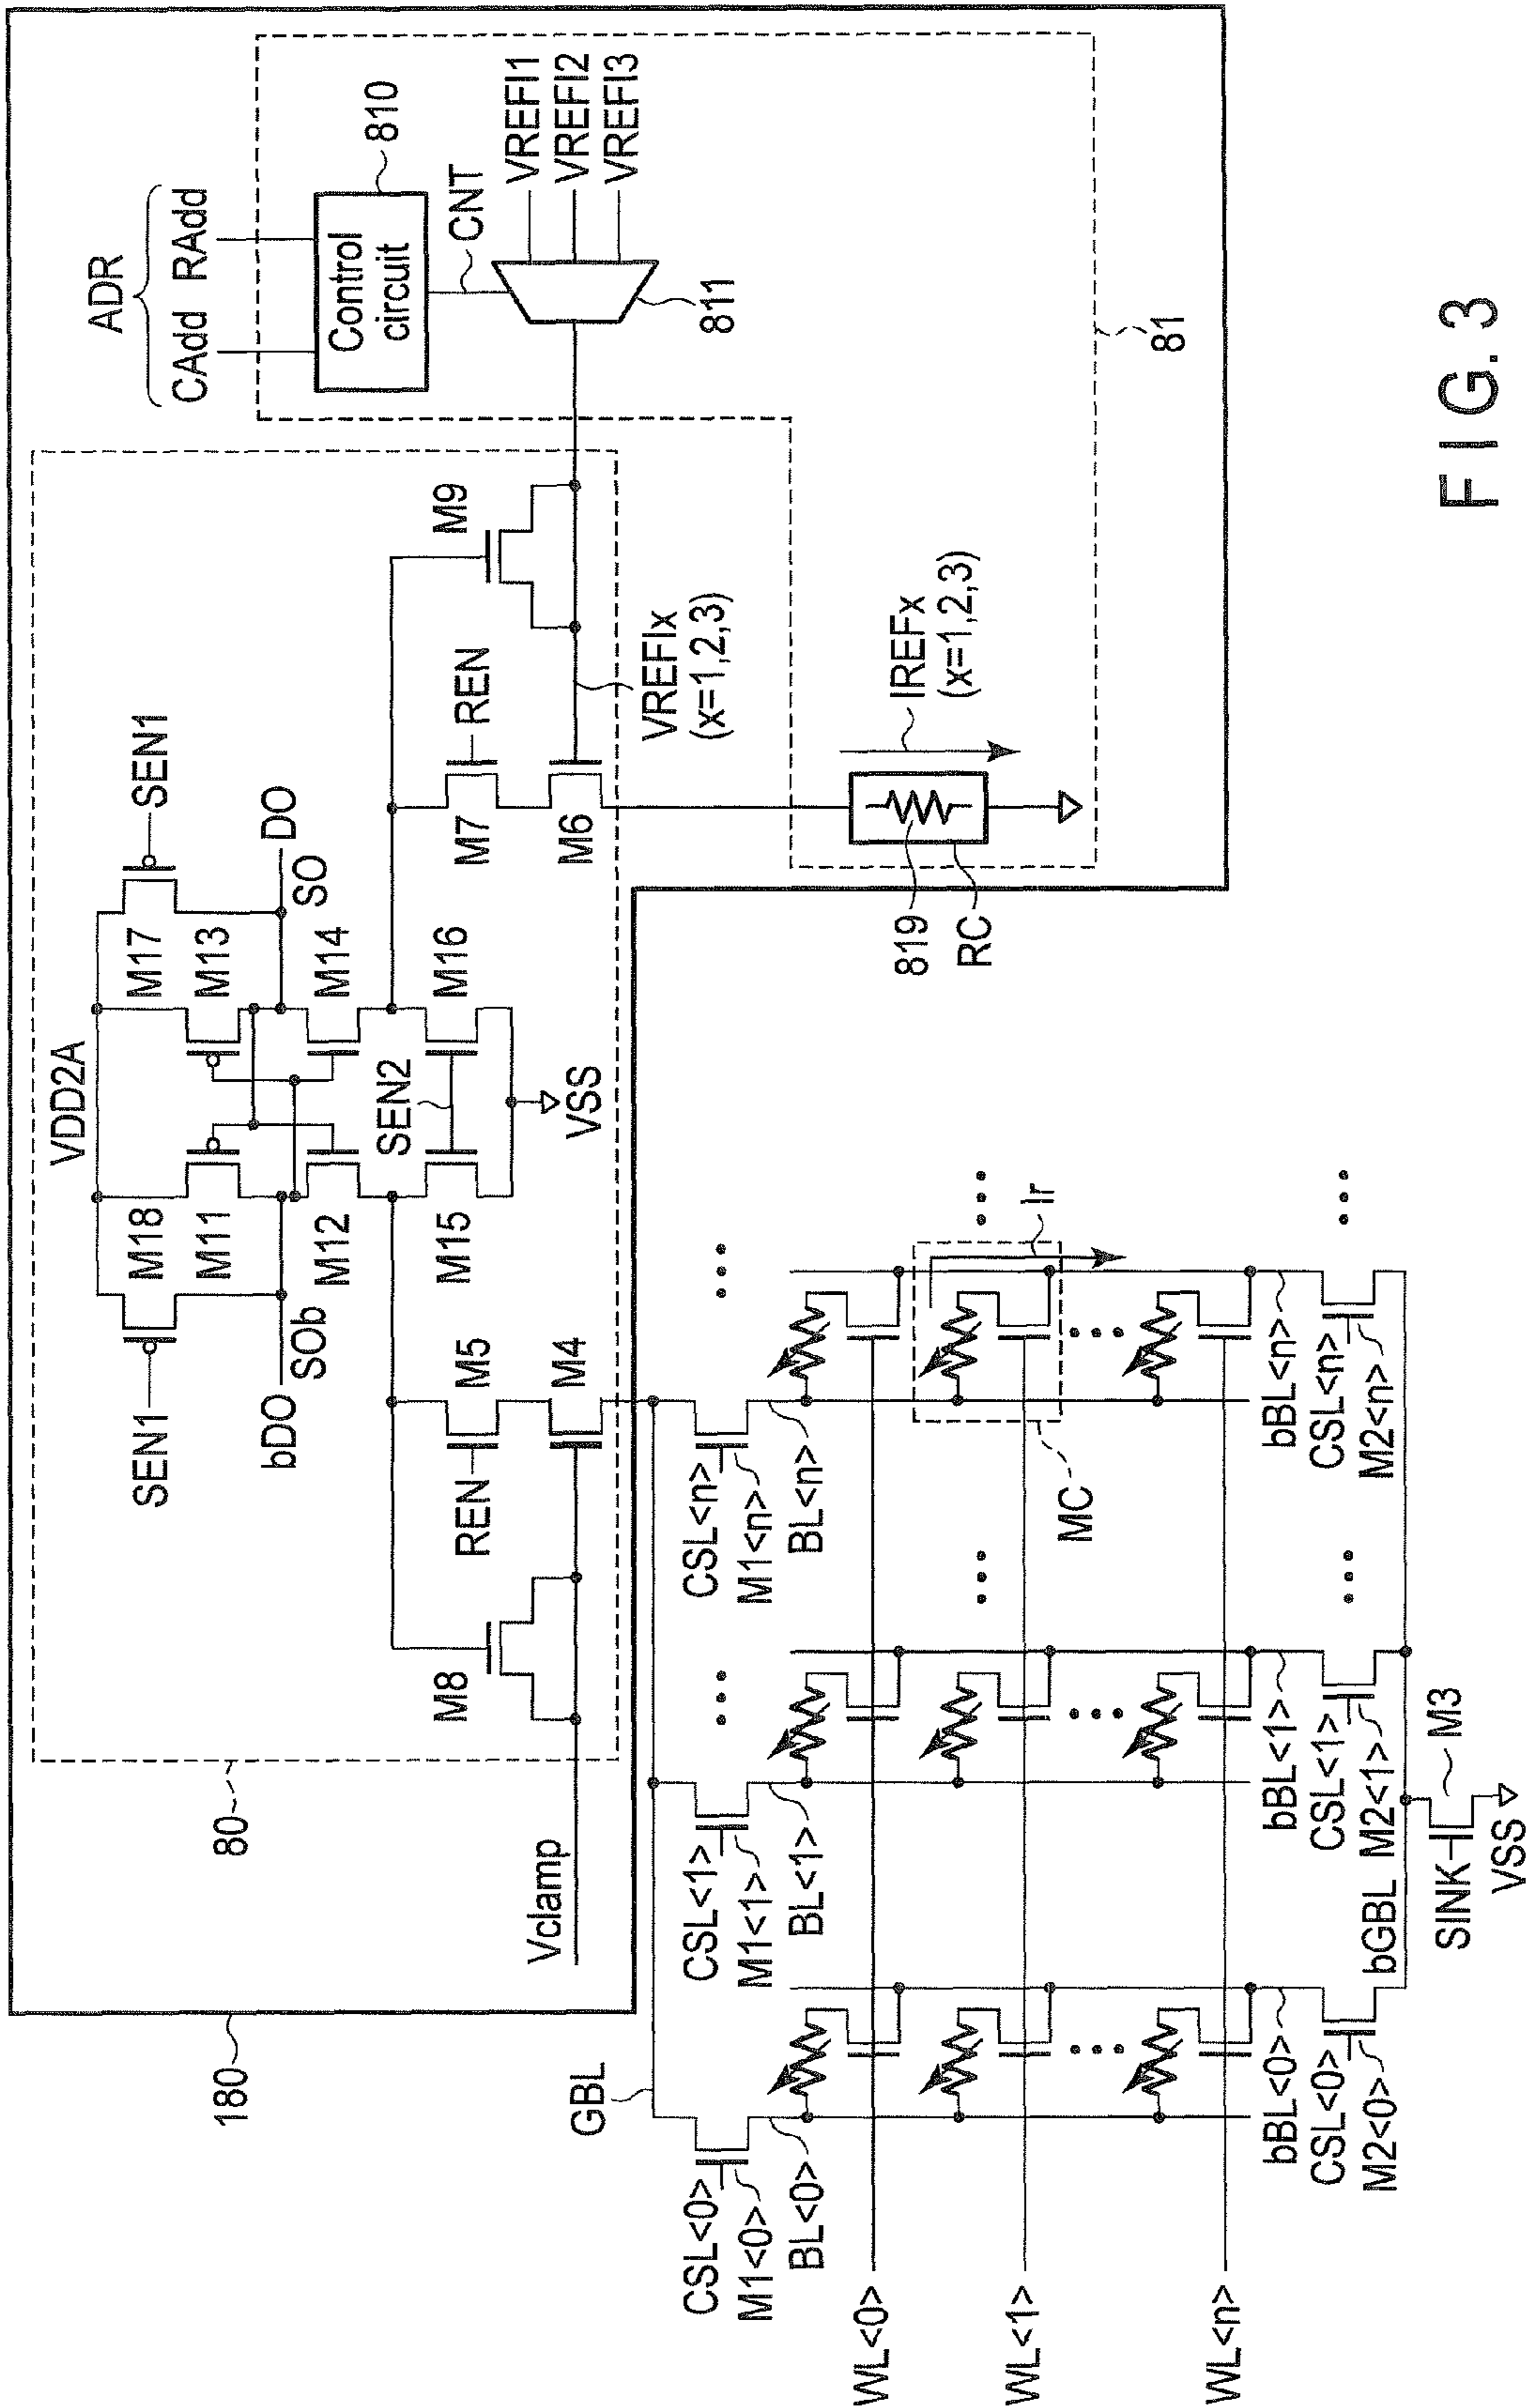 180
80
VDD2A
SEN1
M18
M17
SEN1
M11
M13
bDO
SOb
SO
DO
M12
M14
SEN2
M15
M16
VSS
M8
REN
M5
M4
M7
REN
M6
M9
Vclamp
VREFIx
(x=1,2,3)
ADR
CAdd
RAdd
Control
circuit
810
CNT
VREFI1
VREFI2
VREFI3
811
81
819
RC
IREFx
(x=1,2,3)
GBL
CSL<0>
M1<0>
BL<0>
CSL<1>
M1<1>
BL<1>
CSL<n>
M1<n>
BL<n>
WL<0>
WL<1>
WL<n>
MC
Ir
bBL<0>
CSL<0>
M2<0>
bBL<1>
CSL<1>
M2<1>
bBL<n>
CSL<n>
M2<n>
bGBL
SINK
M3
VSS
FIG. 3